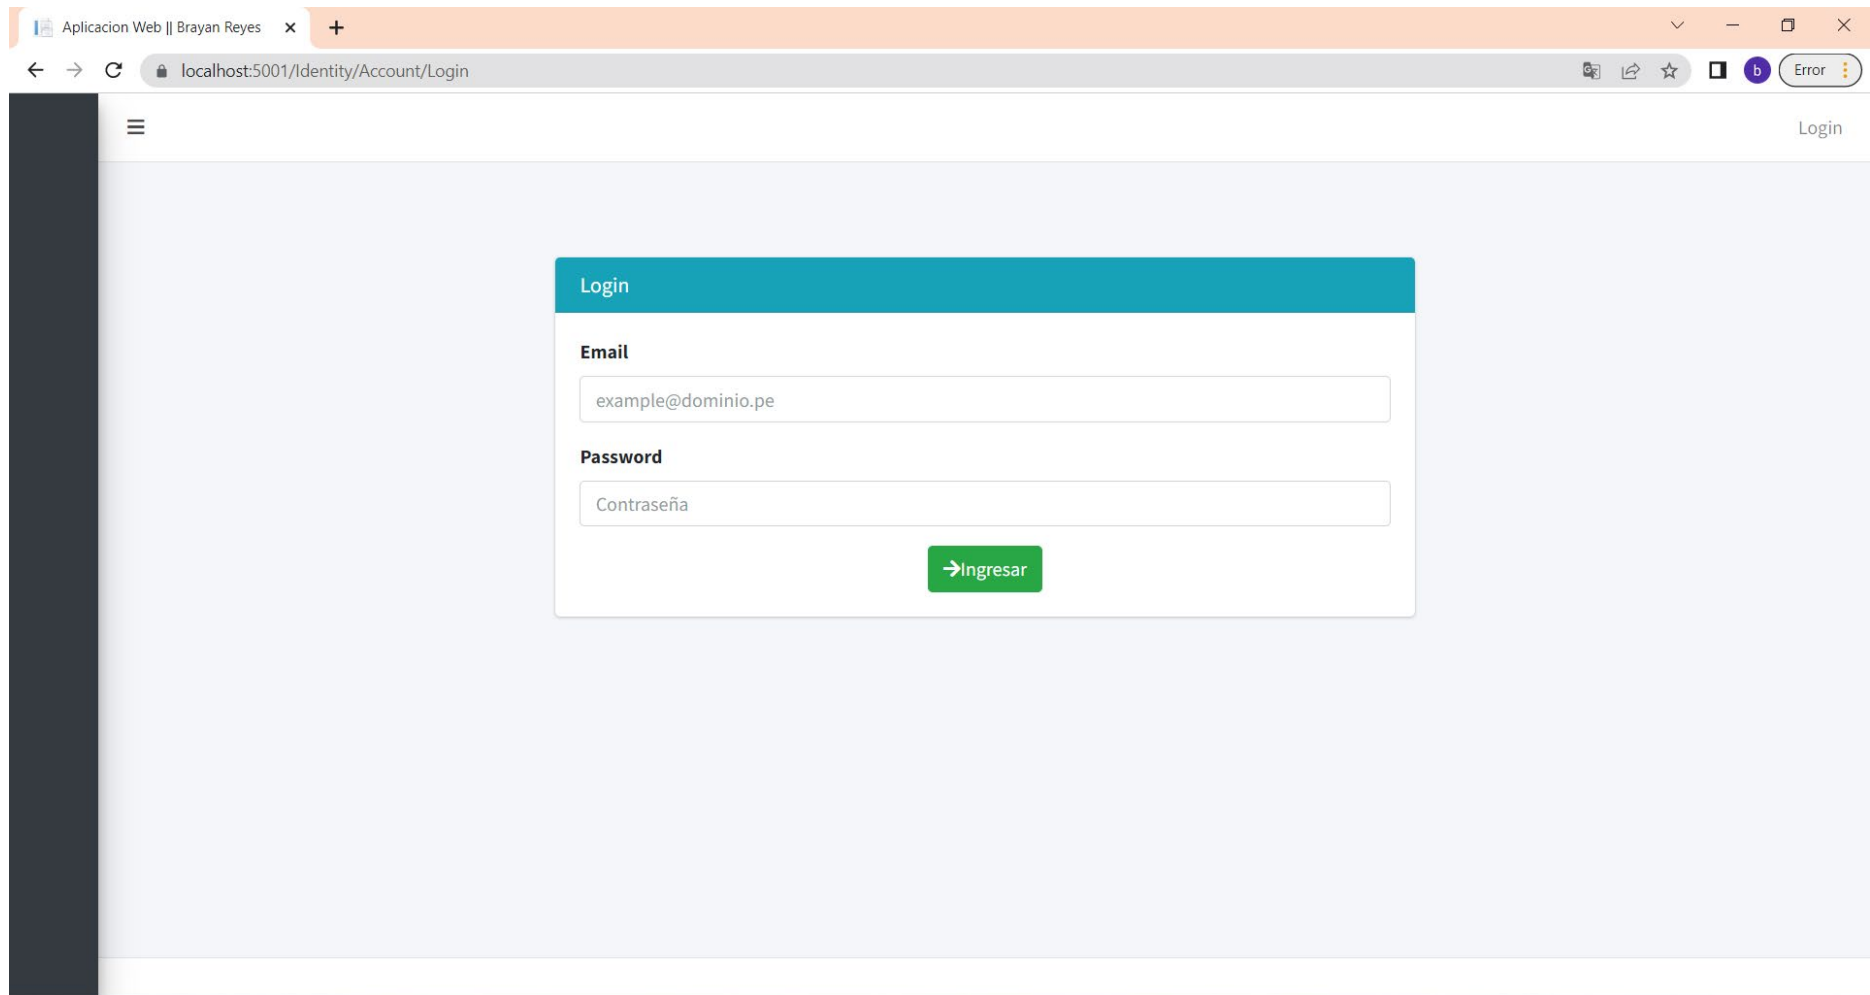 Aplicacion Web || Brayan Reyes
localhost:5001/Identity/Account/Login
b
Error
Login
Login
Email
example@dominio.pe
Password
Contraseña
Ingresar